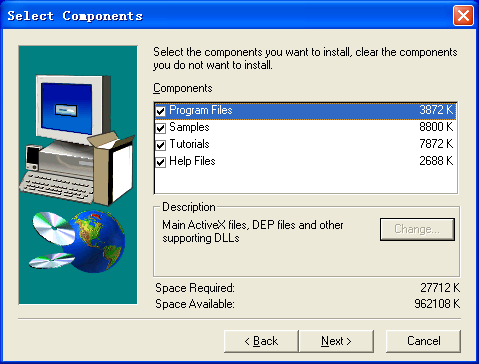 Select Components
Select the components you want to install, clear the components
you do not want to install.
Components
Program Files 3872 K
Samples 8800 K
Tutorials 7872 K
Help Files 2688 K
Description
Main ActiveX files, DEP files and other
supporting DLLs
Change...
Space Required: 27712 K
Space Available: 962108 K
< Back
Next >
Cancel